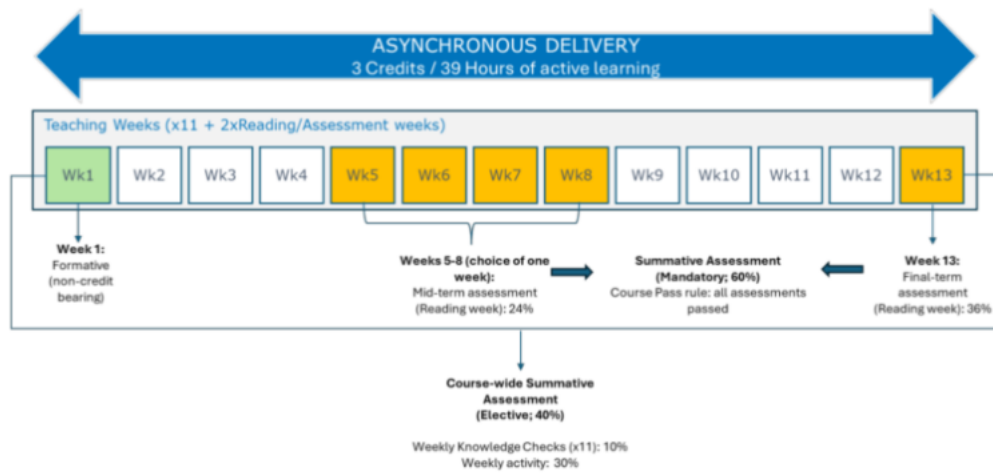 ASYNCHRONOUS DELIVERY
3 Credits / 39 Hours of active learning
Teaching Weeks (x11 + 2xReading/Assessment weeks)
Wk1 Wk2 Wk3 Wk4 Wk5 Wk6 Wk7 Wk8 Wk9 Wk10 Wk11 Wk12 Wk13
Week 1:
Formative
(non-credit
bearing)
Weeks 5-8 (choice of one
week):
Mid-term assessment
(Reading week): 24%
Summative Assessment
(Mandatory; 60%)
Course Pass rule: all assessments
passed
Week 13:
Final-term
assessment
(Reading week): 36%
Course-wide Summative
Assessment
(Elective; 40%)
Weekly Knowledge Checks (x11): 10%
Weekly activity: 30%